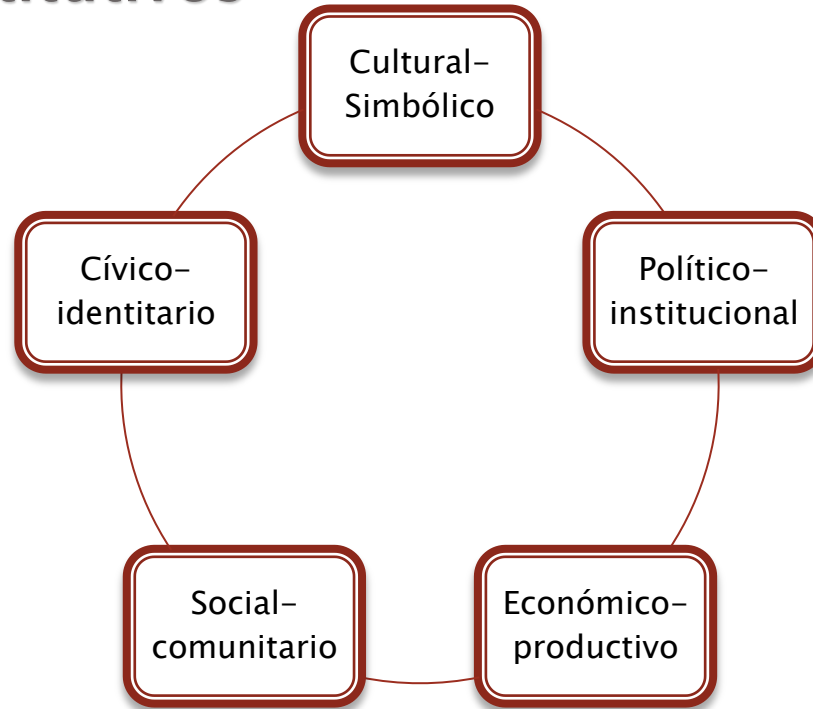 Cultural-
Simbólico
Político-
institucional
Económico-
productivo
Social-
comunitario
Cívico-
identitario